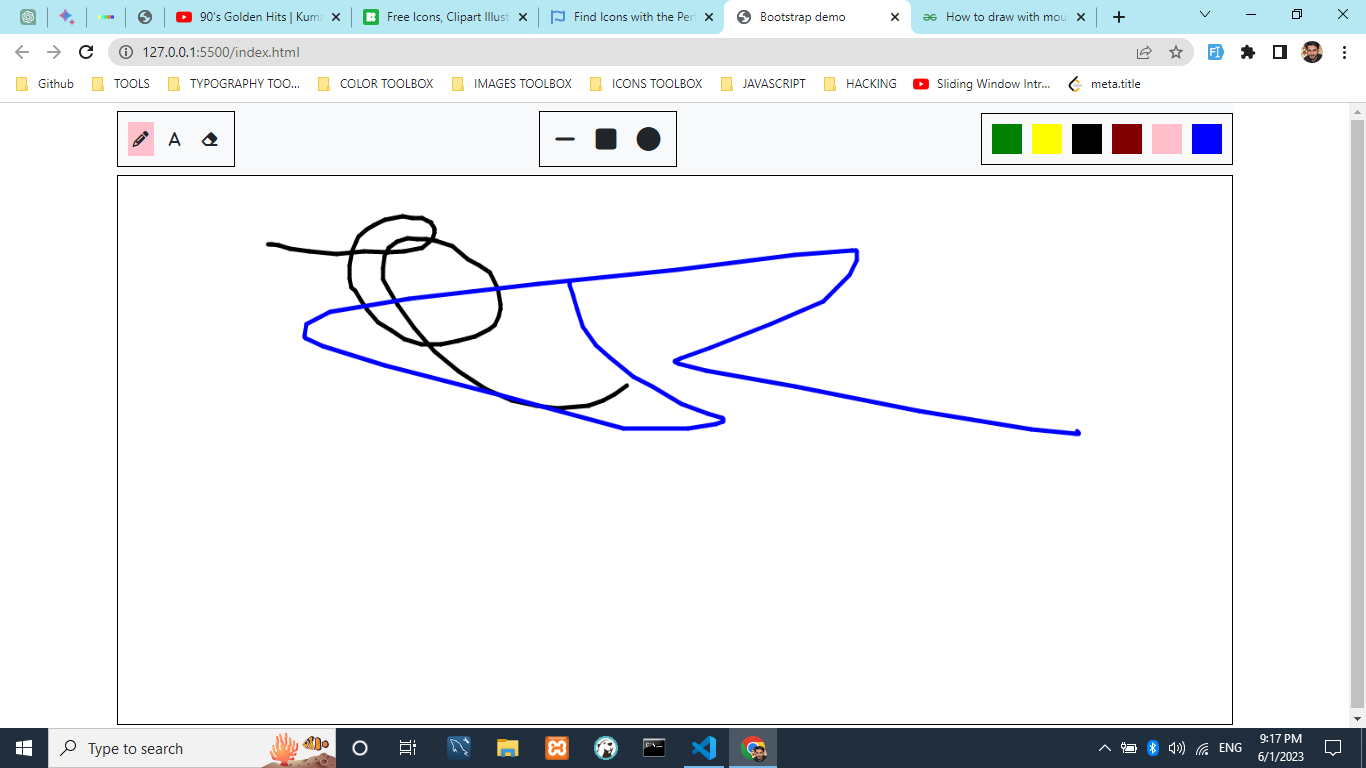 90's Golden Hits | Kuma
Free Icons, Clipart Illust
Find Icons with the Perf
Bootstrap demo
How to draw with mou
127.0.0.1:5500/index.html
Github
TOOLS
TYPOGRAPHY TOO...
COLOR TOOLBOX
IMAGES TOOLBOX
ICONS TOOLBOX
JAVASCRIPT
HACKING
Sliding Window Intr...
meta.title
A
Type to search
ENG
9:17 PM
6/1/2023